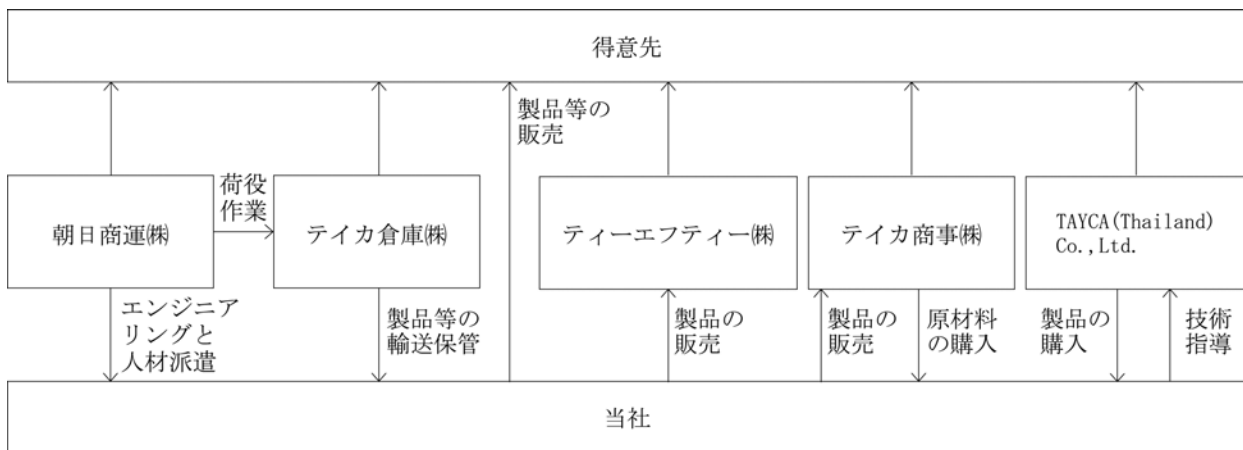 得意先
製品等の
販売
荷役
作業
朝日商運㈱
テイカ倉庫㈱
ティーエフティー㈱
テイカ商事㈱
TAYCA(Thailand)
Co.,Ltd.
エンジニア
リングと
人材派遣
製品等の
輸送保管
製品の
販売
製品の
販売
原材料
の購入
製品の
購入
技術
指導
当社